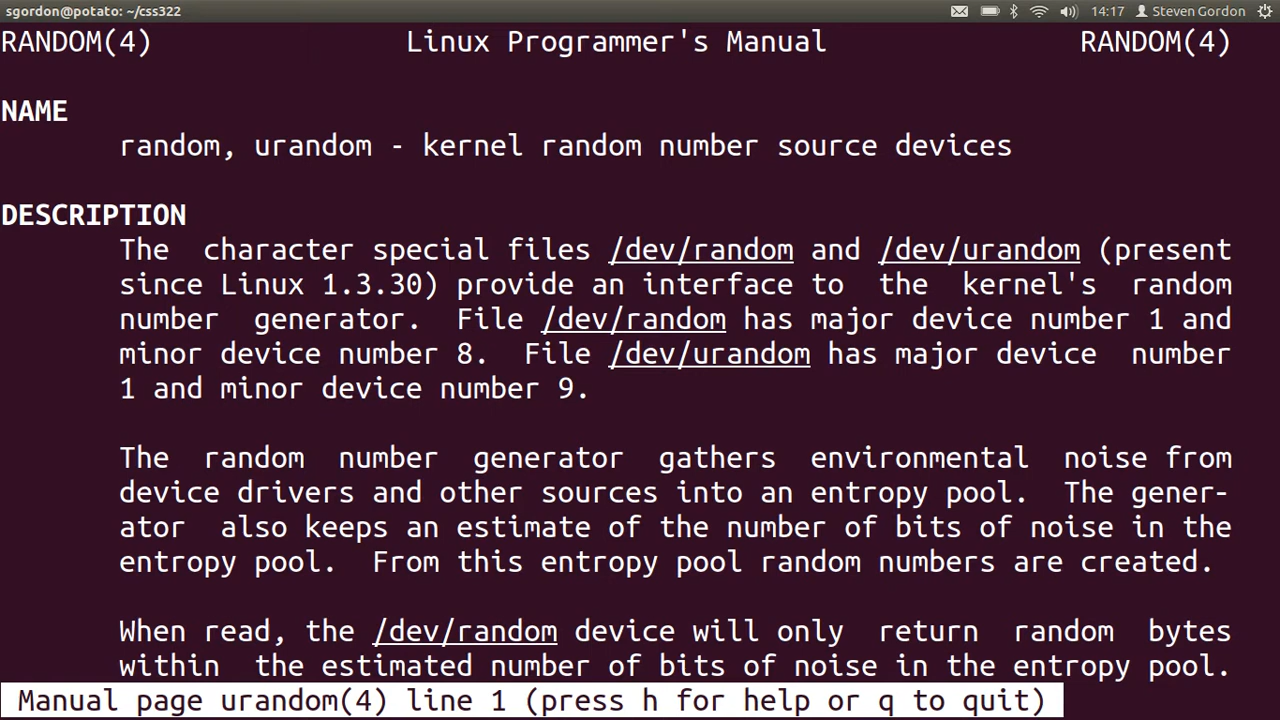 sgordon@potato: ~/css322 14:17 Steven Gordon
RANDOM(4) Linux Programmer's Manual RANDOM(4)
NAME
random, urandom - kernel random number source devices
DESCRIPTION
The character special files /dev/random and /dev/urandom (present
since Linux 1.3.30) provide an interface to the kernel's random
number generator. File /dev/random has major device number 1 and
minor device number 8. File /dev/urandom has major device number
1 and minor device number 9.
The random number generator gathers environmental noise from
device drivers and other sources into an entropy pool. The gener-
ator also keeps an estimate of the number of bits of noise in the
entropy pool. From this entropy pool random numbers are created.
When read, the /dev/random device will only return random bytes
within the estimated number of bits of noise in the entropy pool.
Manual page urandom(4) line 1 (press h for help or q to quit)